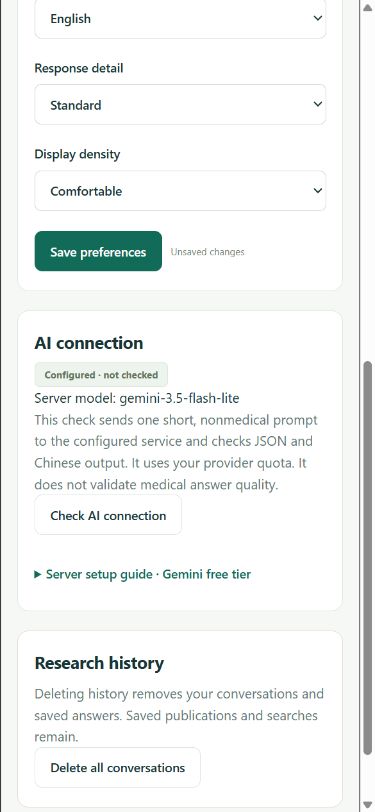 English
Response detail
Standard
Display density
Comfortable
Save preferences
Unsaved changes
AI connection
Configured · not checked
Server model: gemini-3.5-flash-lite
This check sends one short, nonmedical prompt
to the configured service and checks JSON and
Chinese output. It uses your provider quota. It
does not validate medical answer quality.
Check AI connection
Server setup guide · Gemini free tier
Research history
Deleting history removes your conversations and
saved answers. Saved publications and searches
remain.
Delete all conversations